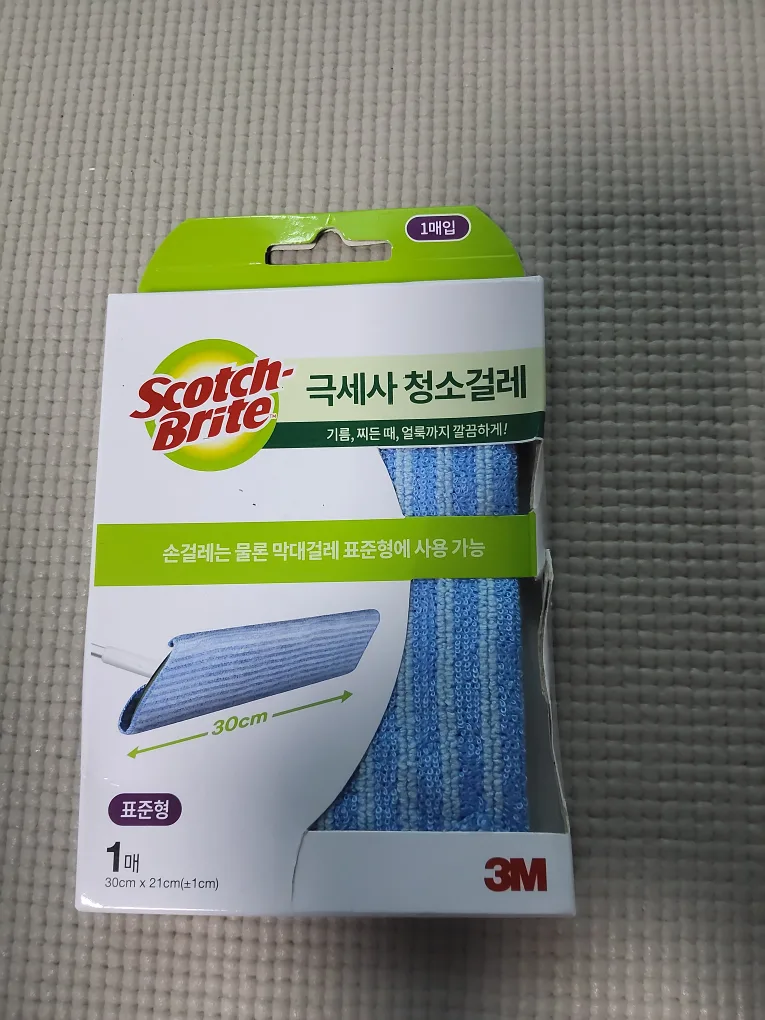 1매입
Scotch-
Brite™
극세사 청소걸레
기름, 찌든 때, 얼룩까지 깔끔하게!
손걸레는 물론 막대걸레 표준형에 사용 가능
30cm
표준형
1매
30cm x 21cm(±1cm)
3M